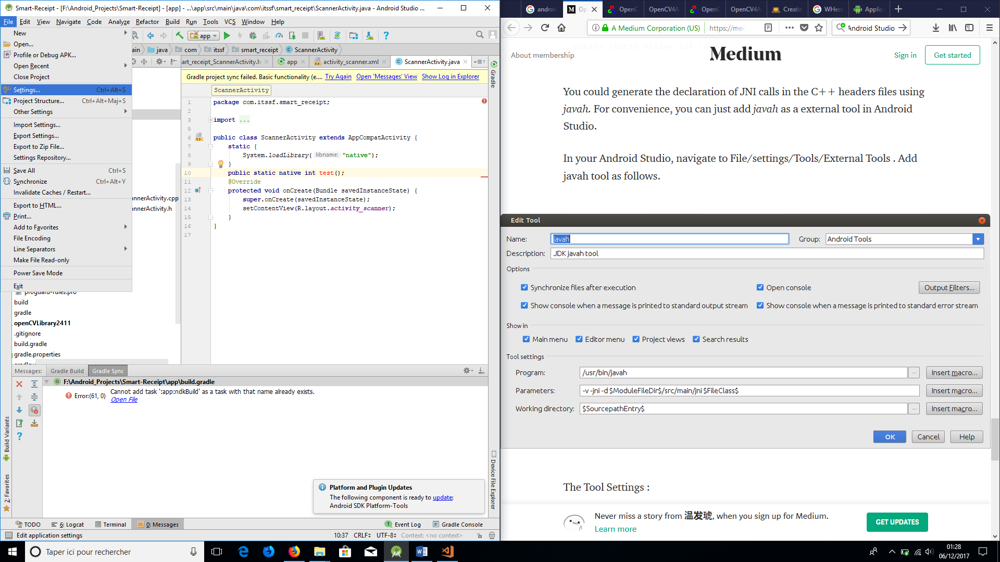 Smart-Receipt - [F:\Android_Projects\Smart-Receipt] - [app] - ...\app\src\main\java\com\itssf\smart_receipt\ScannerActivity.java - Android Studio ...
File Edit View Navigate Code Analyze Refactor Build Run Tools VCS Window Help
New
Open...
Profile or Debug APK...
Open Recent
Close Project
Settings... Ctrl+Alt+S
Project Structure... Ctrl+Alt+Maj+S
Other Settings
Import Settings...
Export Settings...
Export to Zip File...
Settings Repository...
Save All Ctrl+S
Synchronize Ctrl+Alt+Y
Invalidate Caches / Restart...
Export to HTML...
Print...
Add to Favorites
File Encoding
Line Separators
Make File Read-only
Power Save Mode
Exit
app
ain java com itssf smart_receipt ScannerActivity
art_receipt_ScannerActivity.h app activity_scanner.xml ScannerActivity.java 7
Gradle project sync failed. Basic functionality (e.... Try Again Open 'Messages' View Show Log in Explorer
ScannerActivity
1 package com.itssf.smart_receipt;
2
3 import ...
5
6 public class ScannerActivity extends AppCompatActivity {
7 static {
8 System.loadLibrary( libname: "native");
9 }
10 public static native int test();
11 @Override
12 protected void onCreate(Bundle savedInstanceState) {
13 super.onCreate(savedInstanceState);
14 setContentView(R.layout.activity_scanner);
15 }
16 }
17
nnerActivity.cpp
nnerActivity.h
proguard-rules.pro
build
gradle
openCVLibrary2411
.gitignore
build.gradle
gradle.properties
Gradle
Device File Explorer
Build Variants
2: Favorites
Messages: Gradle Build Gradle Sync
F:\Android_Projects\Smart-Receipt\app\build.gradle
Error:(61, 0) Cannot add task ':app:ndkBuild' as a task with that name already exists.
Open File
Platform and Plugin Updates
The following component is ready to update:
Android SDK Platform-Tools
TODO 6: Logcat Terminal 0: Messages 1 Event Log Gradle Console
Edit application settings 10:37 CRLF UTF-8 Context: <no context>
androi Op OpenC OpenCV4A OpenC OpenCV4A Creatin WHere Applic
A Medium Corporation (US) https://mec Android Studio
About membership Medium Sign in Get started
public static native int te
You could generate the declaration of JNI calls in the C++ headers files using
javah. For convenience, you can just add javah as a external tool in Android
Studio.
In your Android Studio, navigate to File/settings/Tools/External Tools . Add
javah tool as follows.
Edit Tool
Name: javah Group: Android Tools
Description: JDK javah tool
Options
Synchronize files after execution Open console Output Filters...
Show console when a message is printed to standard output stream Show console when a message is printed to standard error stream
Show in
Main menu Editor menu Project views Search results
Tool settings
Program: /usr/bin/javah ... Insert macro...
Parameters: -v -jni -d $ModuleFileDir$/src/main/jni $FileClass$ Insert macro...
Working directory: $SourcepathEntry$ ... Insert macro...
OK Cancel Help
The Tool Settings :
Never miss a story from 温发琥, when you sign up for Medium.
Learn more
GET UPDATES
Taper ici pour rechercher
01:28
06/12/2017